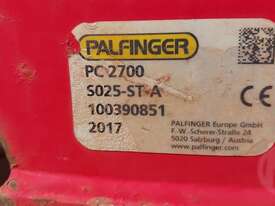 PALFINGER
PC 2700
S025-ST-A
100390851
2017
CE
PALFINGER Europe GmbH
F.-W.-Scherer-Straße 24
5020 Salzburg / Austria
www.palfinger.com